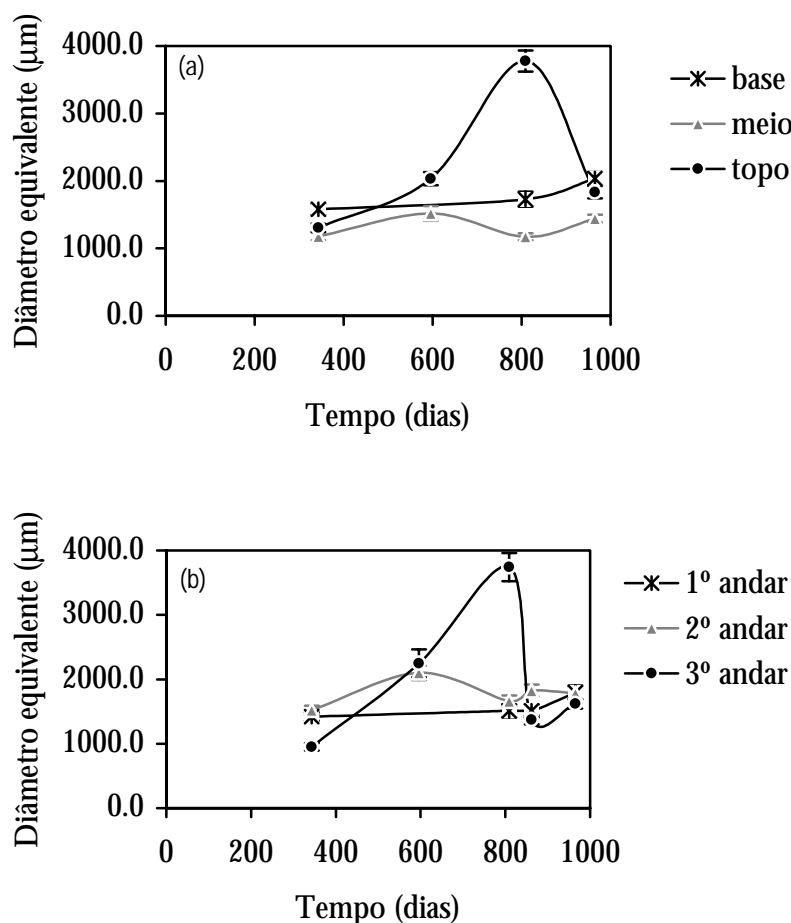 4000.0
(a)
3000.0
2000.0
1000.0
0.0
0 200 400 600 800 1000
Diâmetro equivalente (μm)
Tempo (dias)
base
meio
topo
4000.0
(b)
3000.0
2000.0
1000.0
0.0
0 200 400 600 800 1000
Diâmetro equivalente (μm)
Tempo (dias)
1º andar
2º andar
3º andar